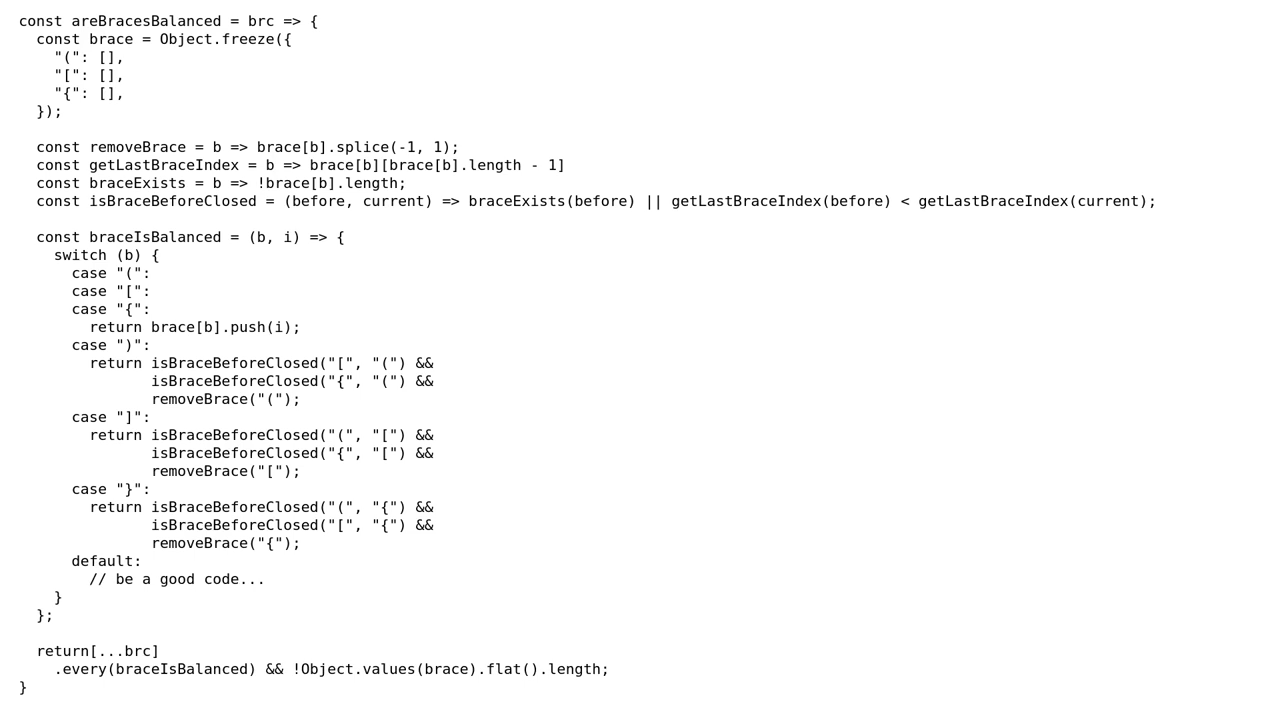 const areBracesBalanced = brc => {
  const brace = Object.freeze({
    "(": [],
    "[": [],
    "{": [],
  });

  const removeBrace = b => brace[b].splice(-1, 1);
  const getLastBraceIndex = b => brace[b][brace[b].length - 1]
  const braceExists = b => !brace[b].length;
  const isBraceBeforeClosed = (before, current) => braceExists(before) || getLastBraceIndex(before) < getLastBraceIndex(current);

  const braceIsBalanced = (b, i) => {
    switch (b) {
      case "(":
      case "[":
      case "{":
        return brace[b].push(i);
      case ")":
        return isBraceBeforeClosed("[", "(") &&
               isBraceBeforeClosed("{", "(") &&
               removeBrace("(");
      case "]":
        return isBraceBeforeClosed("(", "[") &&
               isBraceBeforeClosed("{", "[") &&
               removeBrace("[");
      case "}":
        return isBraceBeforeClosed("(", "{") &&
               isBraceBeforeClosed("[", "{") &&
               removeBrace("{");
      default:
        // be a good code...
    }
  };

  return[...brc]
    .every(braceIsBalanced) && !Object.values(brace).flat().length;
}